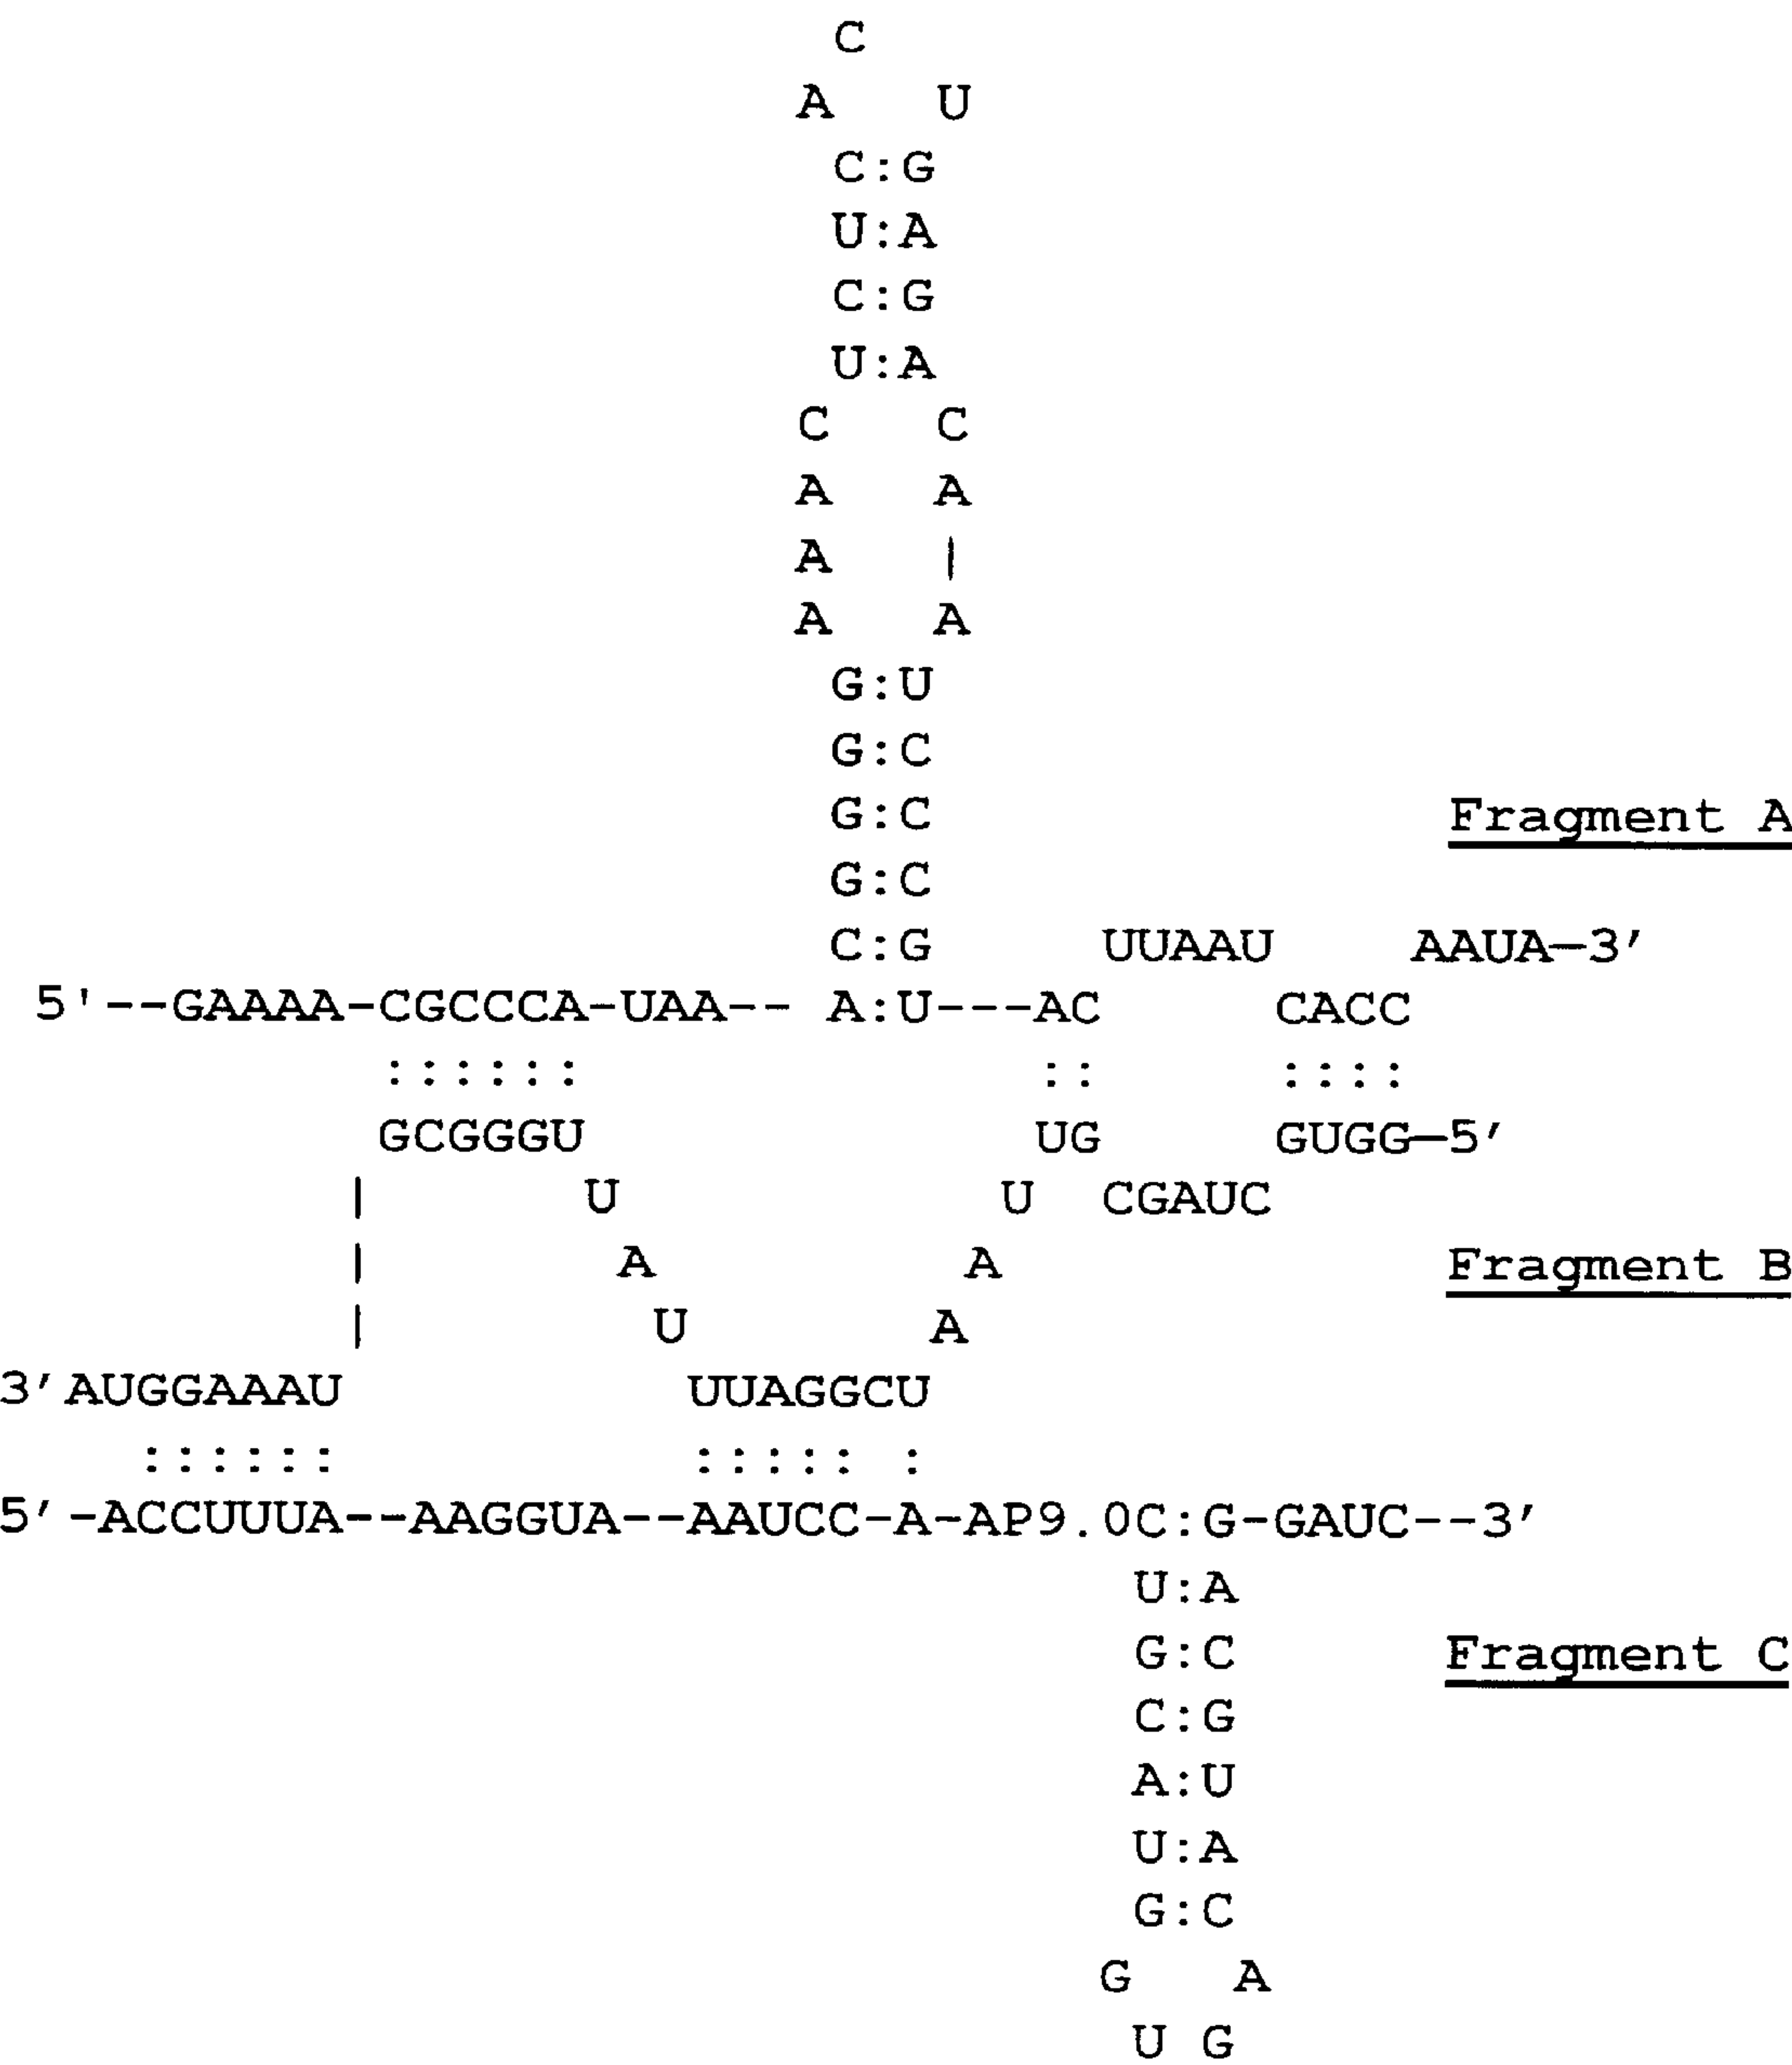 C
A U
C:G
U:A
C:G
U:A
C C
A A
A |
A A
G:U
G:C
G:C
G:C
Fragment A
C:G UUAAU AAUA—3'
5'--GAAAA-CGCCCA-UAA-- A:U---AC CACC
:::::: :: ::::
GCGGGU UG GUGG—5'
| U U CGAUC
| A A Fragment B
| U A
3'AUGGAAAU UUAGGCU
:::::: ::::: :
5'-ACCUUUA--AAGGUA--AAUCC-A-AP9.0C:G-GAUC--3'
U:A
G:C Fragment C
C:G
A:U
U:A
G:C
G A
U G